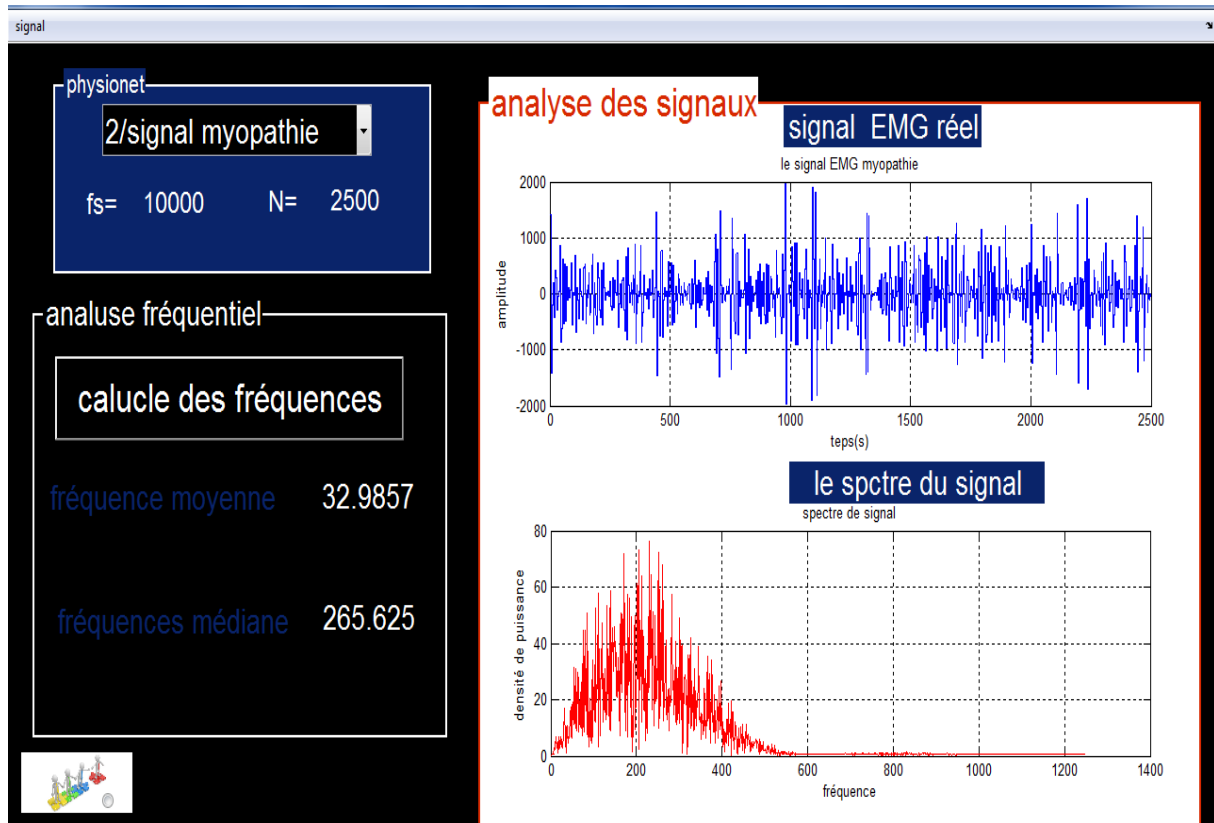 signal
physionet
2/signal myopathie
fs= 10000 N= 2500
analuse fréquentiel
calucle des fréquences
fréquence moyenne 32.9857
fréquences médiane 265.625
analyse des signaux
signal EMG réel
le signal EMG myopathie
2000
1000
0
-1000
-2000
amplitude
0 500 1000 1500 2000 2500
teps(s)
le spctre du signal
spectre de signal
80
60
40
20
0
densité de puissance
0 200 400 600 800 1000 1200 1400
fréquence